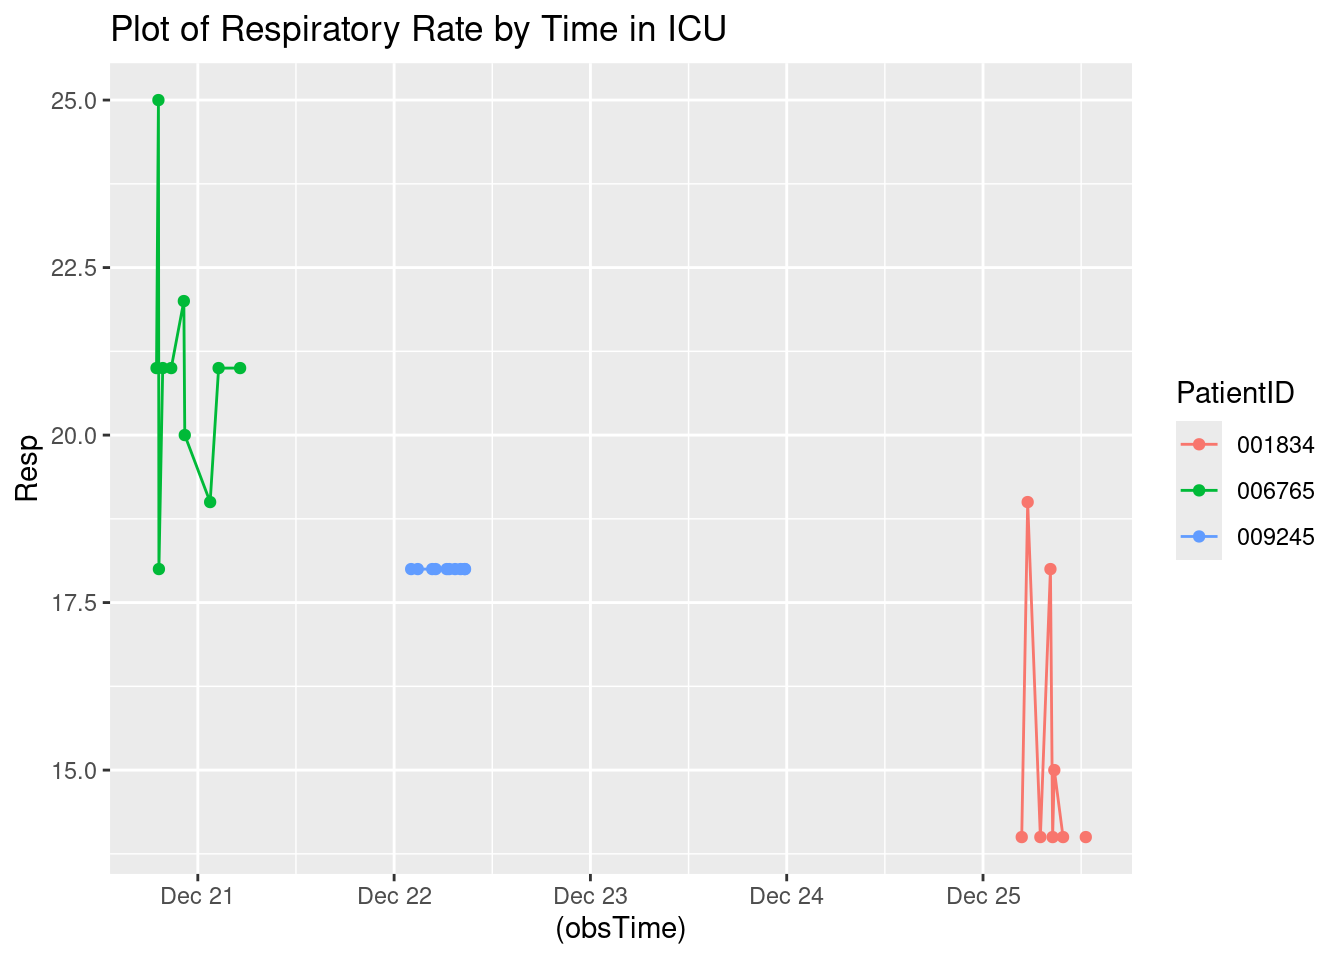 Plot of Respiratory Rate by Time in ICU
25.0
22.5
20.0
17.5
15.0
Resp
Dec 21
Dec 22
Dec 23
Dec 24
Dec 25
(obsTime)
PatientID
001834
006765
009245